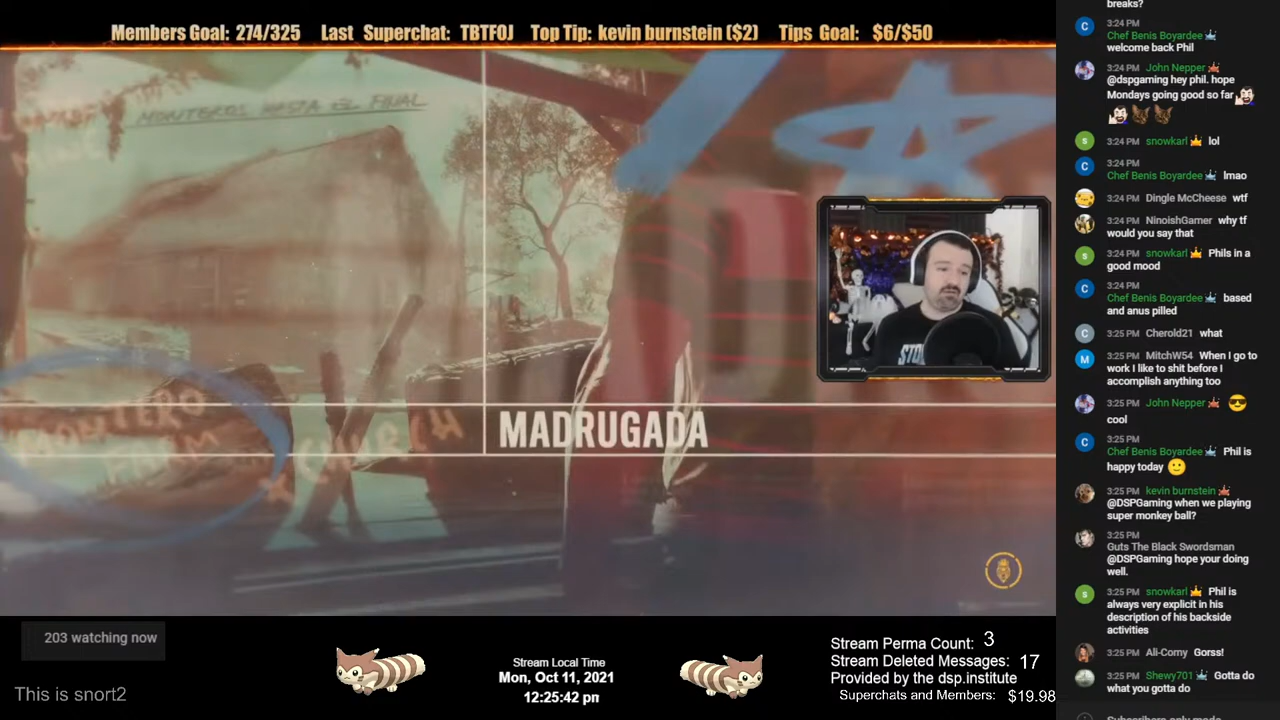 Members Goal: 274/325 Last Superchat: TBTFOJ Top Tip: kevin burnstein ($2) Tips Goal: $6/$50
MONTEROS HASTA EL FINAL
MONTERO
FARM
CHURCH
MADRUGADA
203 watching now
This is snort2
Stream Local Time
Mon, Oct 11, 2021
12:25:42 pm
Stream Perma Count: 3
Stream Deleted Messages: 17
Provided by the dsp.institute
Superchats and Members: $19.98
breaks?
3:24 PM
Chef Benis Boyardee
welcome back Phil
3:24 PM John Nepper
@dspgaming hey phil. hope
Mondays going good so far
3:24 PM snowkarl lol
3:24 PM
Chef Benis Boyardee lmao
3:24 PM Dingle McCheese wtf
3:24 PM NinoishGamer why tf
would you say that
3:24 PM snowkarl Phils in a
good mood
3:24 PM
Chef Benis Boyardee based
and anus pilled
3:25 PM Cherold21 what
3:25 PM MitchW54 When I go to
work I like to shit before I
accomplish anything too
3:25 PM John Nepper
cool
3:25 PM
Chef Benis Boyardee Phil is
happy today
3:25 PM kevin burnstein
@DSPGaming when we playing
super monkey ball?
3:25 PM
Guts The Black Swordsman
@DSPGaming hope your doing
well.
3:25 PM snowkarl Phil is
always very explicit in his
description of his backside
activities
3:25 PM Ali-Corny Gorss!
3:25 PM Shewy701 Gotta do
what you gotta do